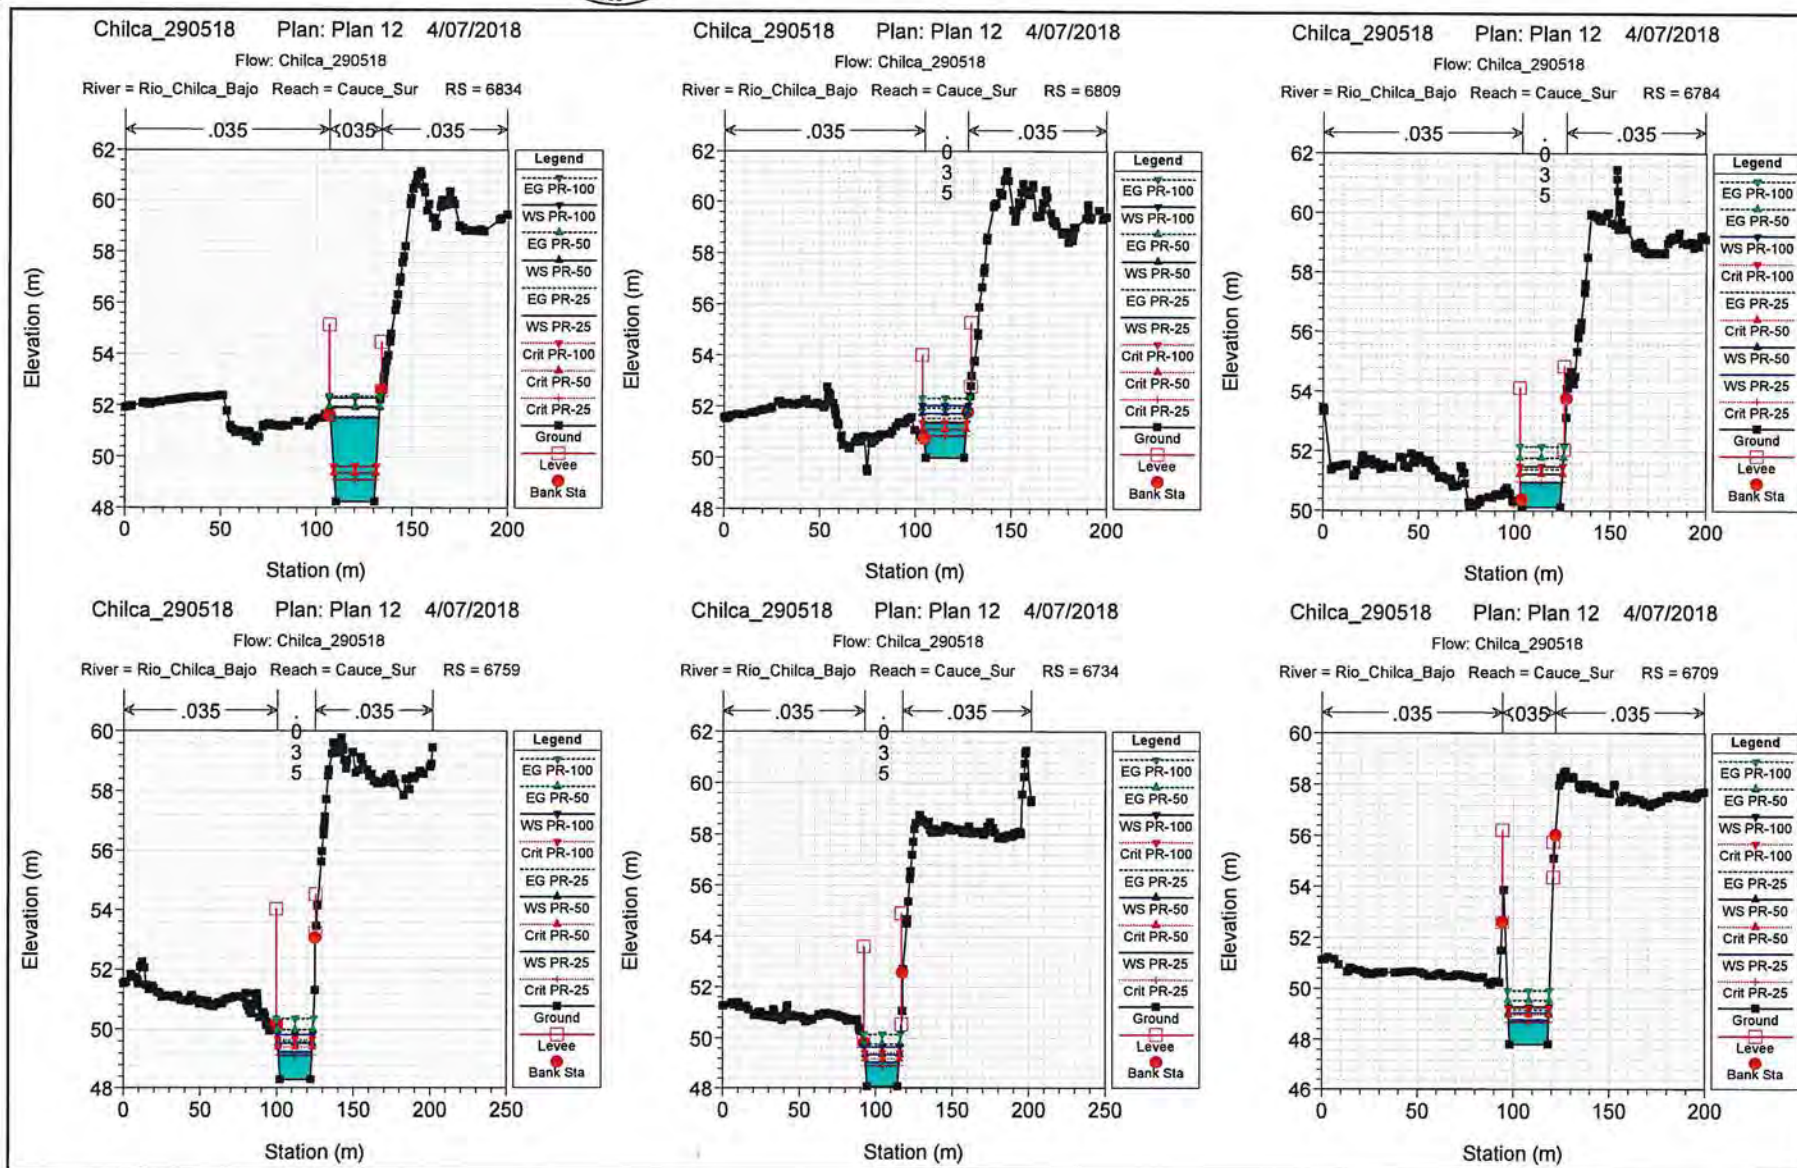 Chilca_290518 Plan: Plan 12 4/07/2018
Flow: Chilca_290518
River = Rio_Chilca_Bajo Reach = Cauce_Sur RS = 6834
.035 .035 .035
62
60
58
56
54
52
50
48
Elevation (m)
0 50 100 150 200
Station (m)
Legend
EG PR-100
WS PR-100
EG PR-50
WS PR-50
EG PR-25
WS PR-25
Crit PR-100
Crit PR-50
Crit PR-25
Ground
Levee
Bank Sta
Chilca_290518 Plan: Plan 12 4/07/2018
Flow: Chilca_290518
River = Rio_Chilca_Bajo Reach = Cauce_Sur RS = 6809
.035 .035 .035
62
60
58
56
54
52
50
48
Elevation (m)
0 50 100 150 200
Station (m)
Legend
EG PR-100
WS PR-100
EG PR-50
WS PR-50
EG PR-25
WS PR-25
Crit PR-100
Crit PR-50
Crit PR-25
Ground
Levee
Bank Sta
Chilca_290518 Plan: Plan 12 4/07/2018
Flow: Chilca_290518
River = Rio_Chilca_Bajo Reach = Cauce_Sur RS = 6784
.035 .035 .035
62
60
58
56
54
52
50
Elevation (m)
0 50 100 150 200
Station (m)
Legend
EG PR-100
EG PR-50
WS PR-100
Crit PR-100
EG PR-25
Crit PR-50
WS PR-50
WS PR-25
Crit PR-25
Ground
Levee
Bank Sta
Chilca_290518 Plan: Plan 12 4/07/2018
Flow: Chilca_290518
River = Rio_Chilca_Bajo Reach = Cauce_Sur RS = 6759
.035 .035 .035
60
58
56
54
52
50
48
Elevation (m)
0 50 100 150 200 250
Station (m)
Legend
EG PR-100
EG PR-50
WS PR-100
Crit PR-100
EG PR-25
WS PR-50
Crit PR-50
WS PR-25
Crit PR-25
Ground
Levee
Bank Sta
Chilca_290518 Plan: Plan 12 4/07/2018
Flow: Chilca_290518
River = Rio_Chilca_Bajo Reach = Cauce_Sur RS = 6734
.035 .035 .035
62
60
58
56
54
52
50
48
Elevation (m)
0 50 100 150 200 250
Station (m)
Legend
EG PR-100
EG PR-50
WS PR-100
Crit PR-100
EG PR-25
WS PR-50
Crit PR-50
WS PR-25
Crit PR-25
Ground
Levee
Bank Sta
Chilca_290518 Plan: Plan 12 4/07/2018
Flow: Chilca_290518
River = Rio_Chilca_Bajo Reach = Cauce_Sur RS = 6709
.035 .035 .035
60
58
56
54
52
50
48
46
Elevation (m)
0 50 100 150 200
Station (m)
Legend
EG PR-100
EG PR-50
WS PR-100
Crit PR-100
EG PR-25
WS PR-50
Crit PR-50
WS PR-25
Crit PR-25
Ground
Levee
Bank Sta